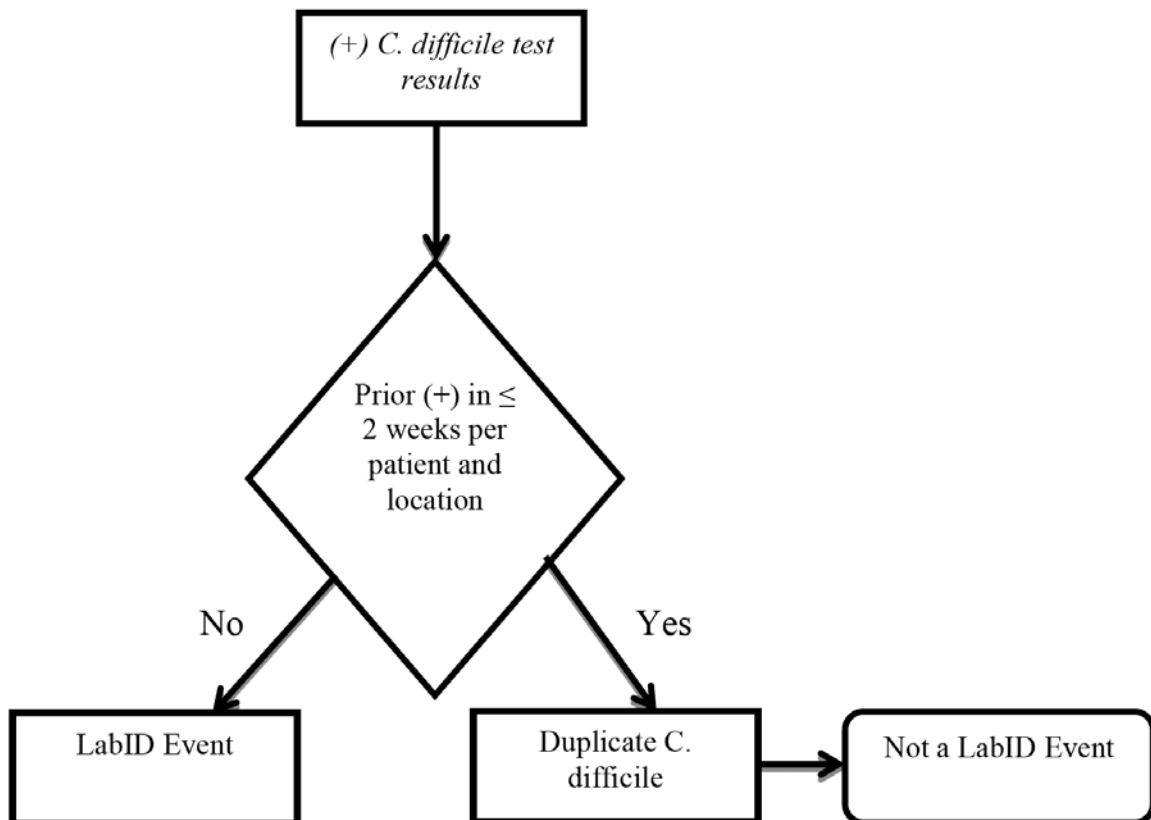 (+) C. difficile test
results
Prior (+) in ≤
2 weeks per
patient and
location
No
Yes
LabID Event
Duplicate C.
difficile
Not a LabID Event